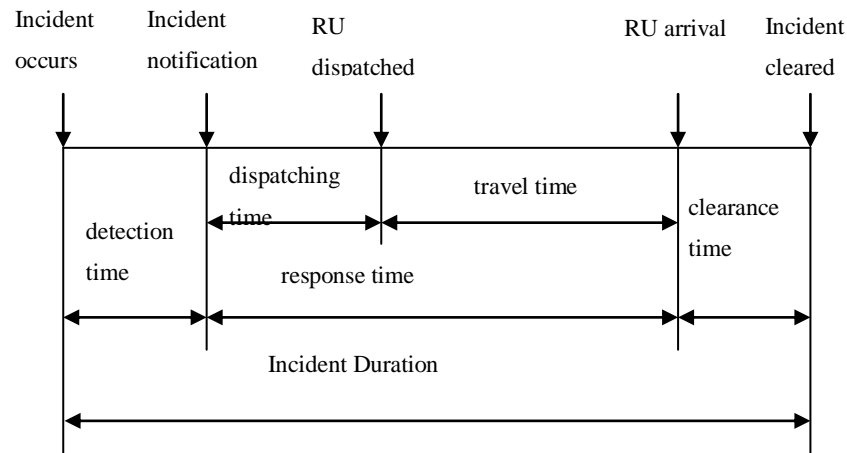 Incident
occurs
Incident
notification
RU
dispatched
RU arrival
Incident
cleared
dispatching
time
travel time
clearance
time
detection
time
response time
Incident Duration